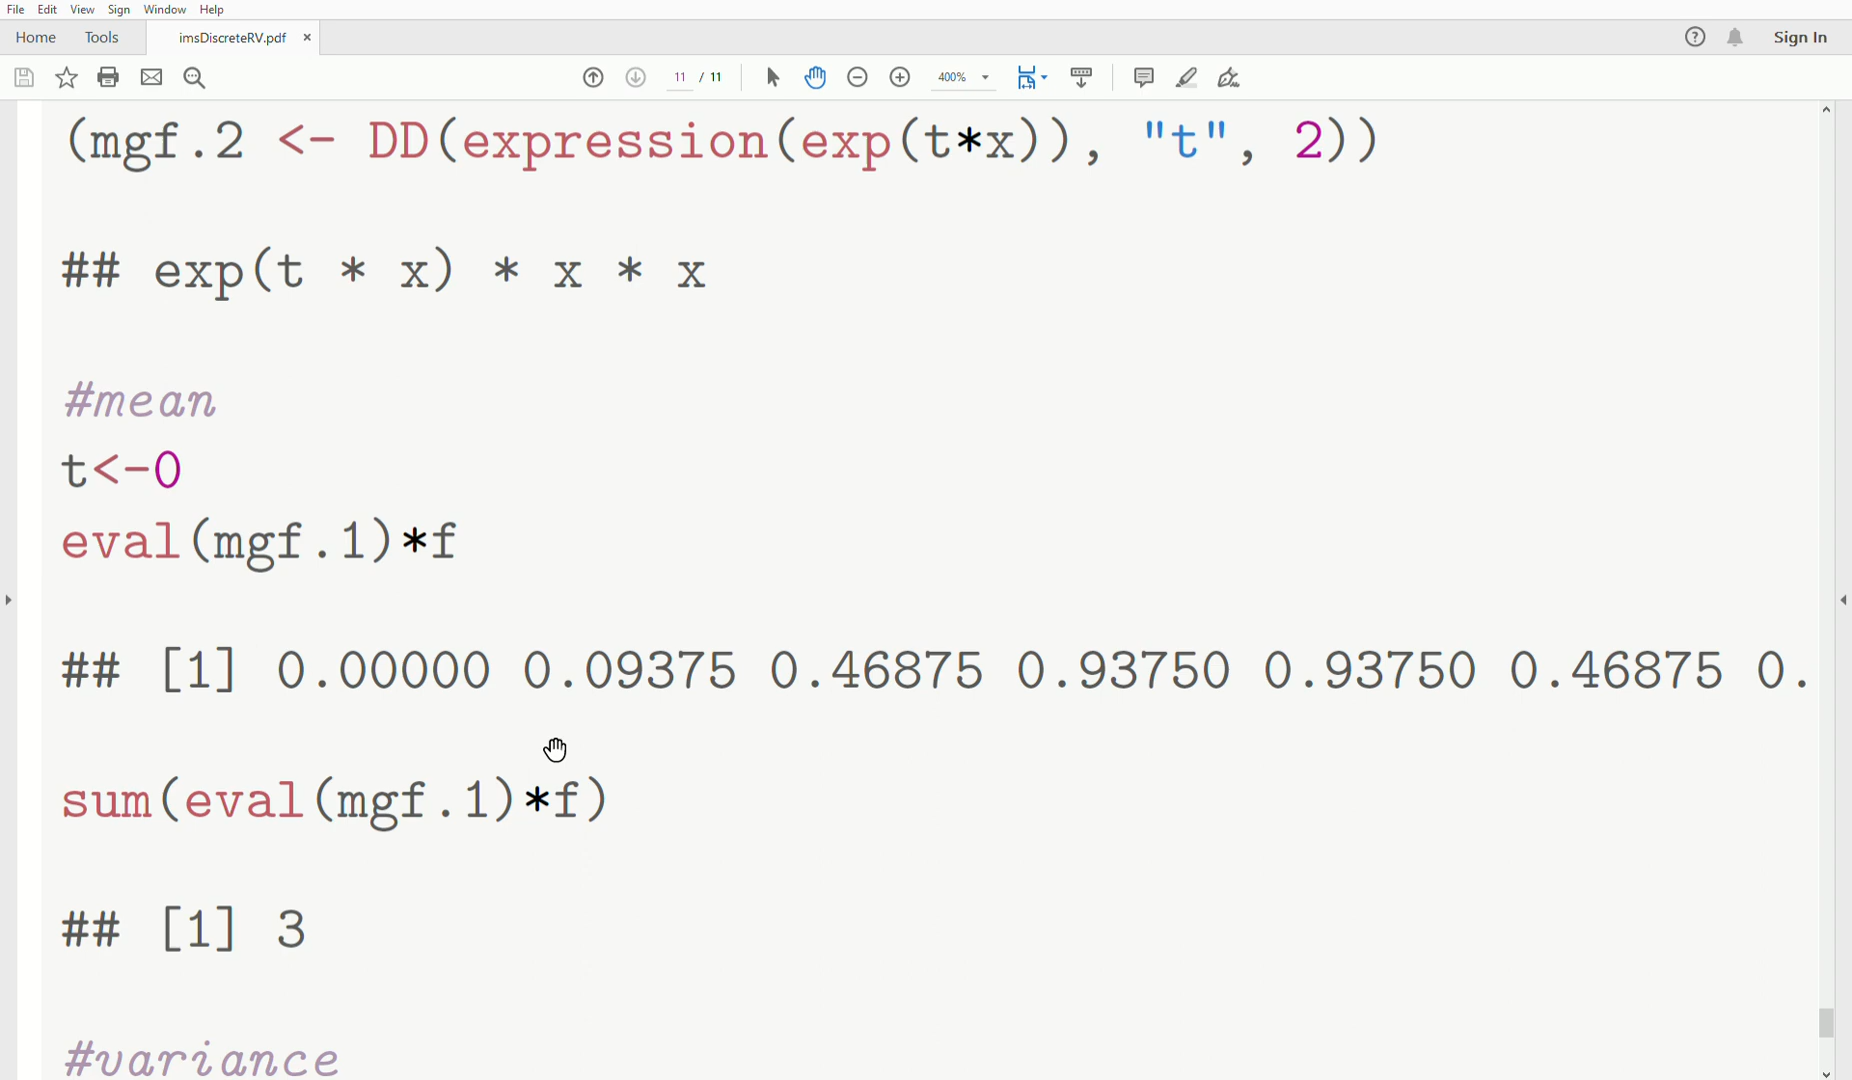 File Edit View Sign Window Help
Home Tools imsDiscreteRV.pdf × Sign In
11 / 11 400%
(mgf.2 <- DD(expression(exp(t*x)), "t", 2))
## exp(t * x) * x * x
#mean
t<-0
eval(mgf.1)*f
## [1] 0.00000 0.09375 0.46875 0.93750 0.93750 0.46875 0.
sum(eval(mgf.1)*f)
## [1] 3
#variance